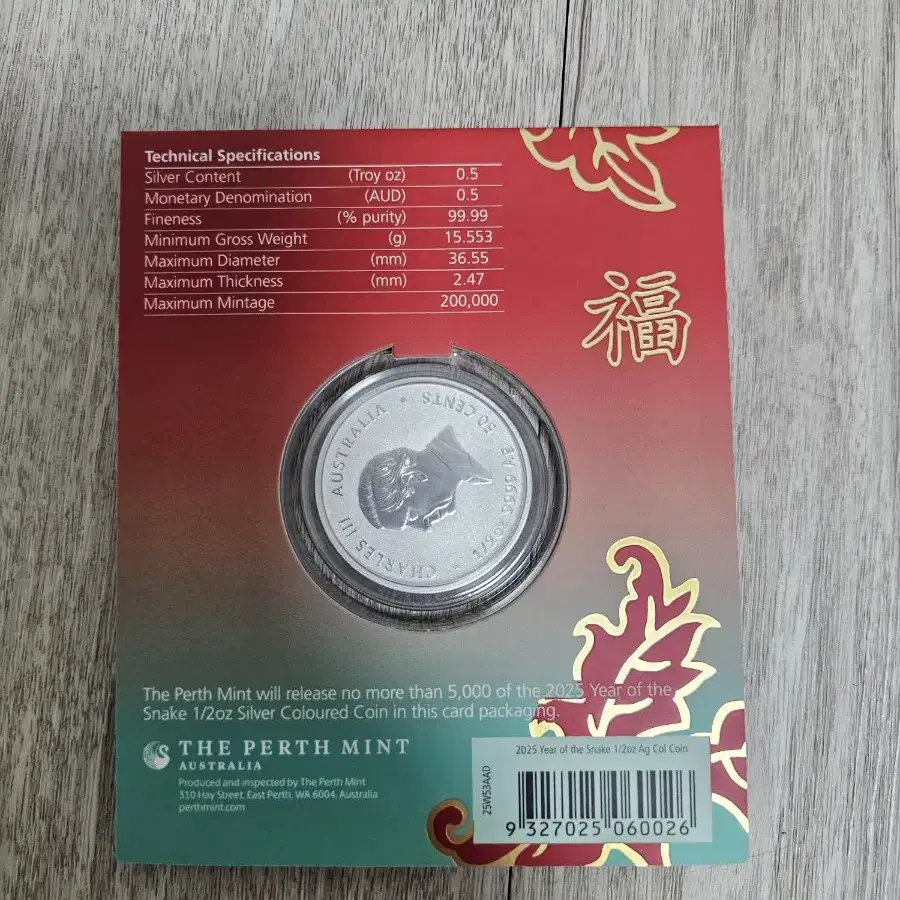 Technical Specifications
Silver Content (Troy oz) 0.5
Monetary Denomination (AUD) 0.5
Fineness (% purity) 99.99
Minimum Gross Weight (g) 15.553
Maximum Diameter (mm) 36.55
Maximum Thickness (mm) 2.47
Maximum Mintage 200,000
福
CHARLES III AUSTRALIA • 50 CENTS
1/2oz 9999 Ag
The Perth Mint will release no more than 5,000 of the 2025 Year of the
Snake 1/2oz Silver Coloured Coin in this card packaging.
THE PERTH MINT
AUSTRALIA
Produced and inspected by The Perth Mint
310 Hay Street, East Perth, WA 6004, Australia
perthmint.com
2025 Year of the Snake 1/2oz Ag Col Coin
25W53AAD
9 327025 060026